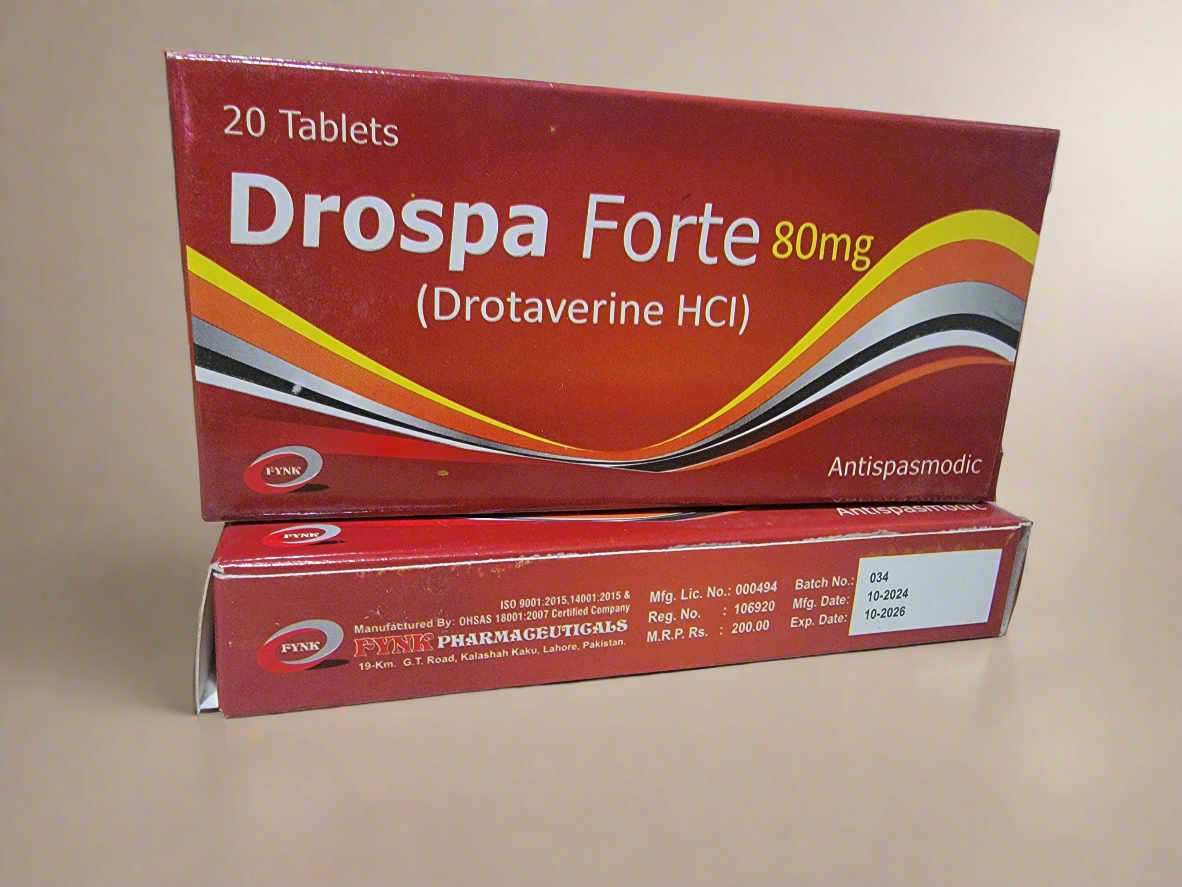 20 Tablets
Drospa Forte 80mg
(Drotaverine HCl)
FYNK
Antispasmodic
Antispasmodic
FYNK
FYNK
ISO 9001:2015,14001:2015 &
Manufactured By: OHSAS 18001:2007 Certified Company
FYNK PHARMACEUTICALS
19-Km. G.T. Road, Kalashah Kaku, Lahore, Pakistan.
Mfg. Lic. No.: 000494
Reg. No. : 106920
M.R.P. Rs. : 200.00
Batch No.: 034
Mfg. Date: 10-2024
Exp. Date: 10-2026